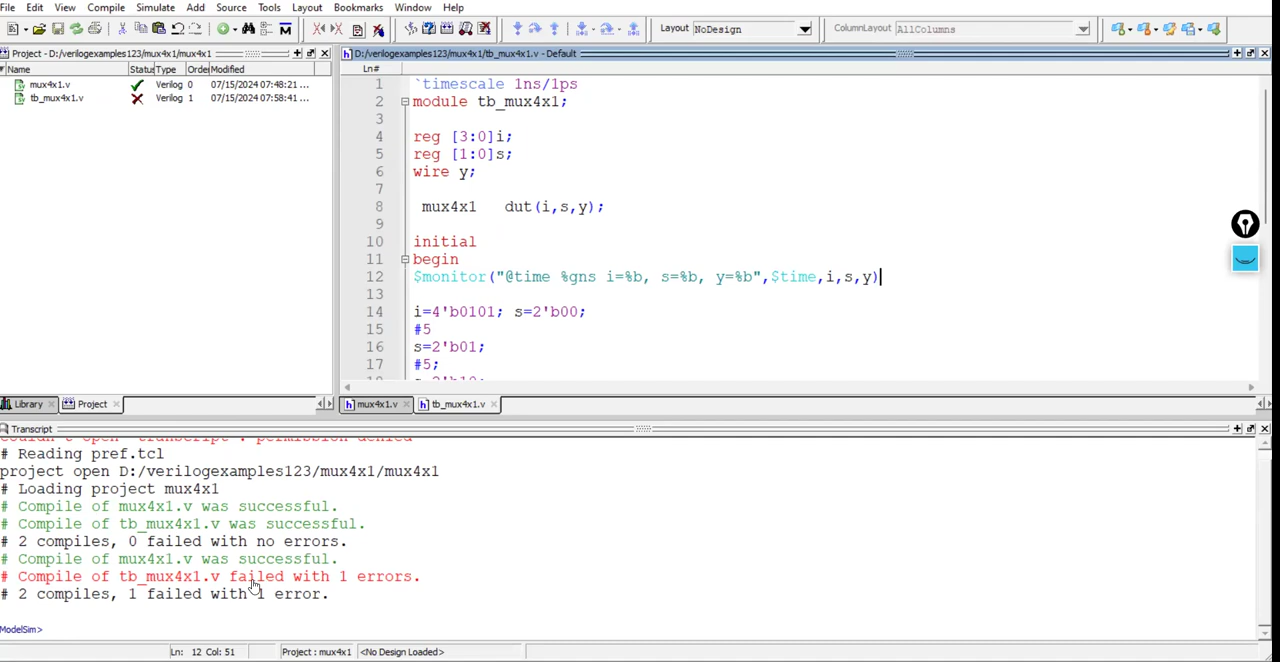 File Edit View Compile Simulate Add Source Tools Layout Bookmarks Window Help
Layout NoDesign
ColumnLayout AllColumns
Project - D:/verilogexamples123/mux4x1/mux4x1
Name Status Type Order Modified
mux4x1.v Verilog 0 07/15/2024 07:48:21 ...
tb_mux4x1.v Verilog 1 07/15/2024 07:58:41 ...
Library
Project
D:/verilogexamples123/mux4x1/tb_mux4x1.v - Default
Ln#
1 `timescale 1ns/1ps
2 module tb_mux4x1;
3
4 reg [3:0]i;
5 reg [1:0]s;
6 wire y;
7
8 mux4x1 dut(i,s,y);
9
10 initial
11 begin
12 $monitor("@time %gns i=%b, s=%b, y=%b",$time,i,s,y)
13
14 i=4'b0101; s=2'b00;
15 #5
16 s=2'b01;
17 #5;
mux4x1.v
tb_mux4x1.v
Transcript
# Reading pref.tcl
project open D:/verilogexamples123/mux4x1/mux4x1
# Loading project mux4x1
# Compile of mux4x1.v was successful.
# Compile of tb_mux4x1.v was successful.
# 2 compiles, 0 failed with no errors.
# Compile of mux4x1.v was successful.
# Compile of tb_mux4x1.v failed with 1 errors.
# 2 compiles, 1 failed with 1 error.
ModelSim>
Ln: 12 Col: 51
Project : mux4x1
<No Design Loaded>